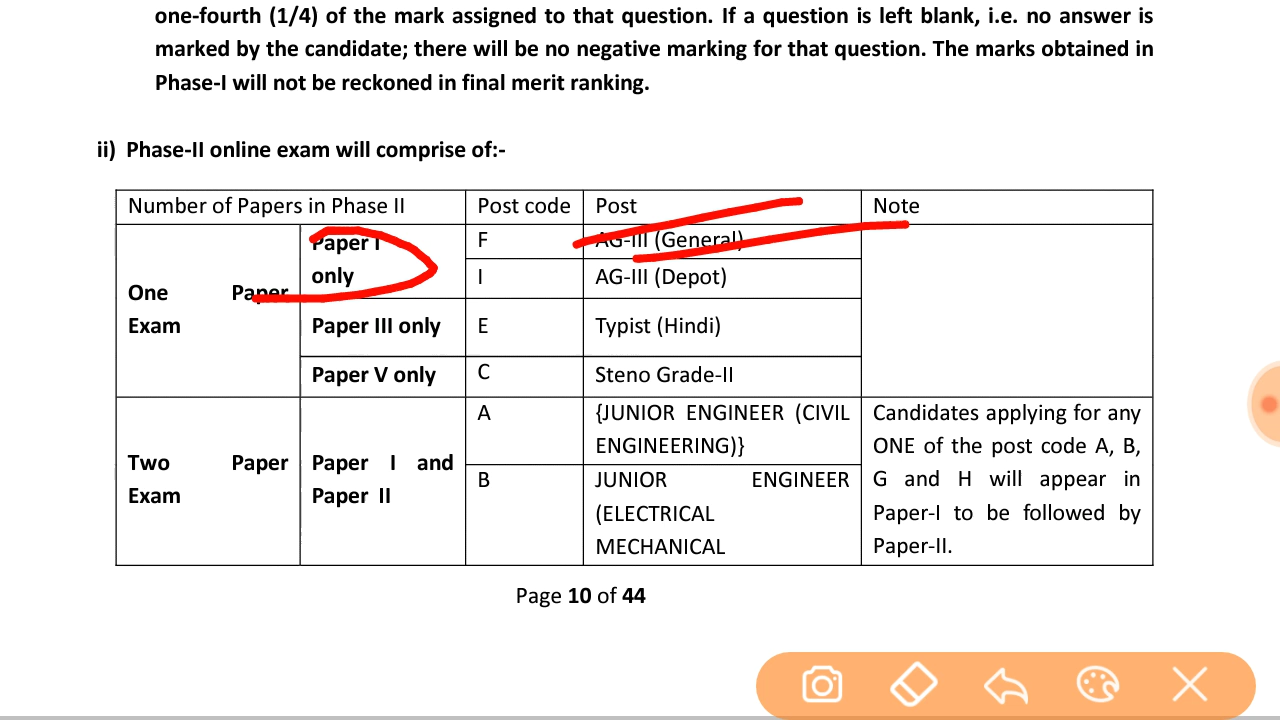 one-fourth (1/4) of the mark assigned to that question. If a question is left blank, i.e. no answer is
marked by the candidate; there will be no negative marking for that question. The marks obtained in
Phase-I will not be reckoned in final merit ranking.
ii) Phase-II online exam will comprise of:-
Number of Papers in Phase II Post code Post Note
One Paper Exam
Paper I only
F AG-III (General)
I AG-III (Depot)
Paper III only E Typist (Hindi)
Paper V only C Steno Grade-II
Two Paper Exam
Paper I and Paper II
A {JUNIOR ENGINEER (CIVIL
ENGINEERING)}
B JUNIOR ENGINEER
(ELECTRICAL
MECHANICAL
Candidates applying for any
ONE of the post code A, B,
G and H will appear in
Paper-I to be followed by
Paper-II.
Page 10 of 44